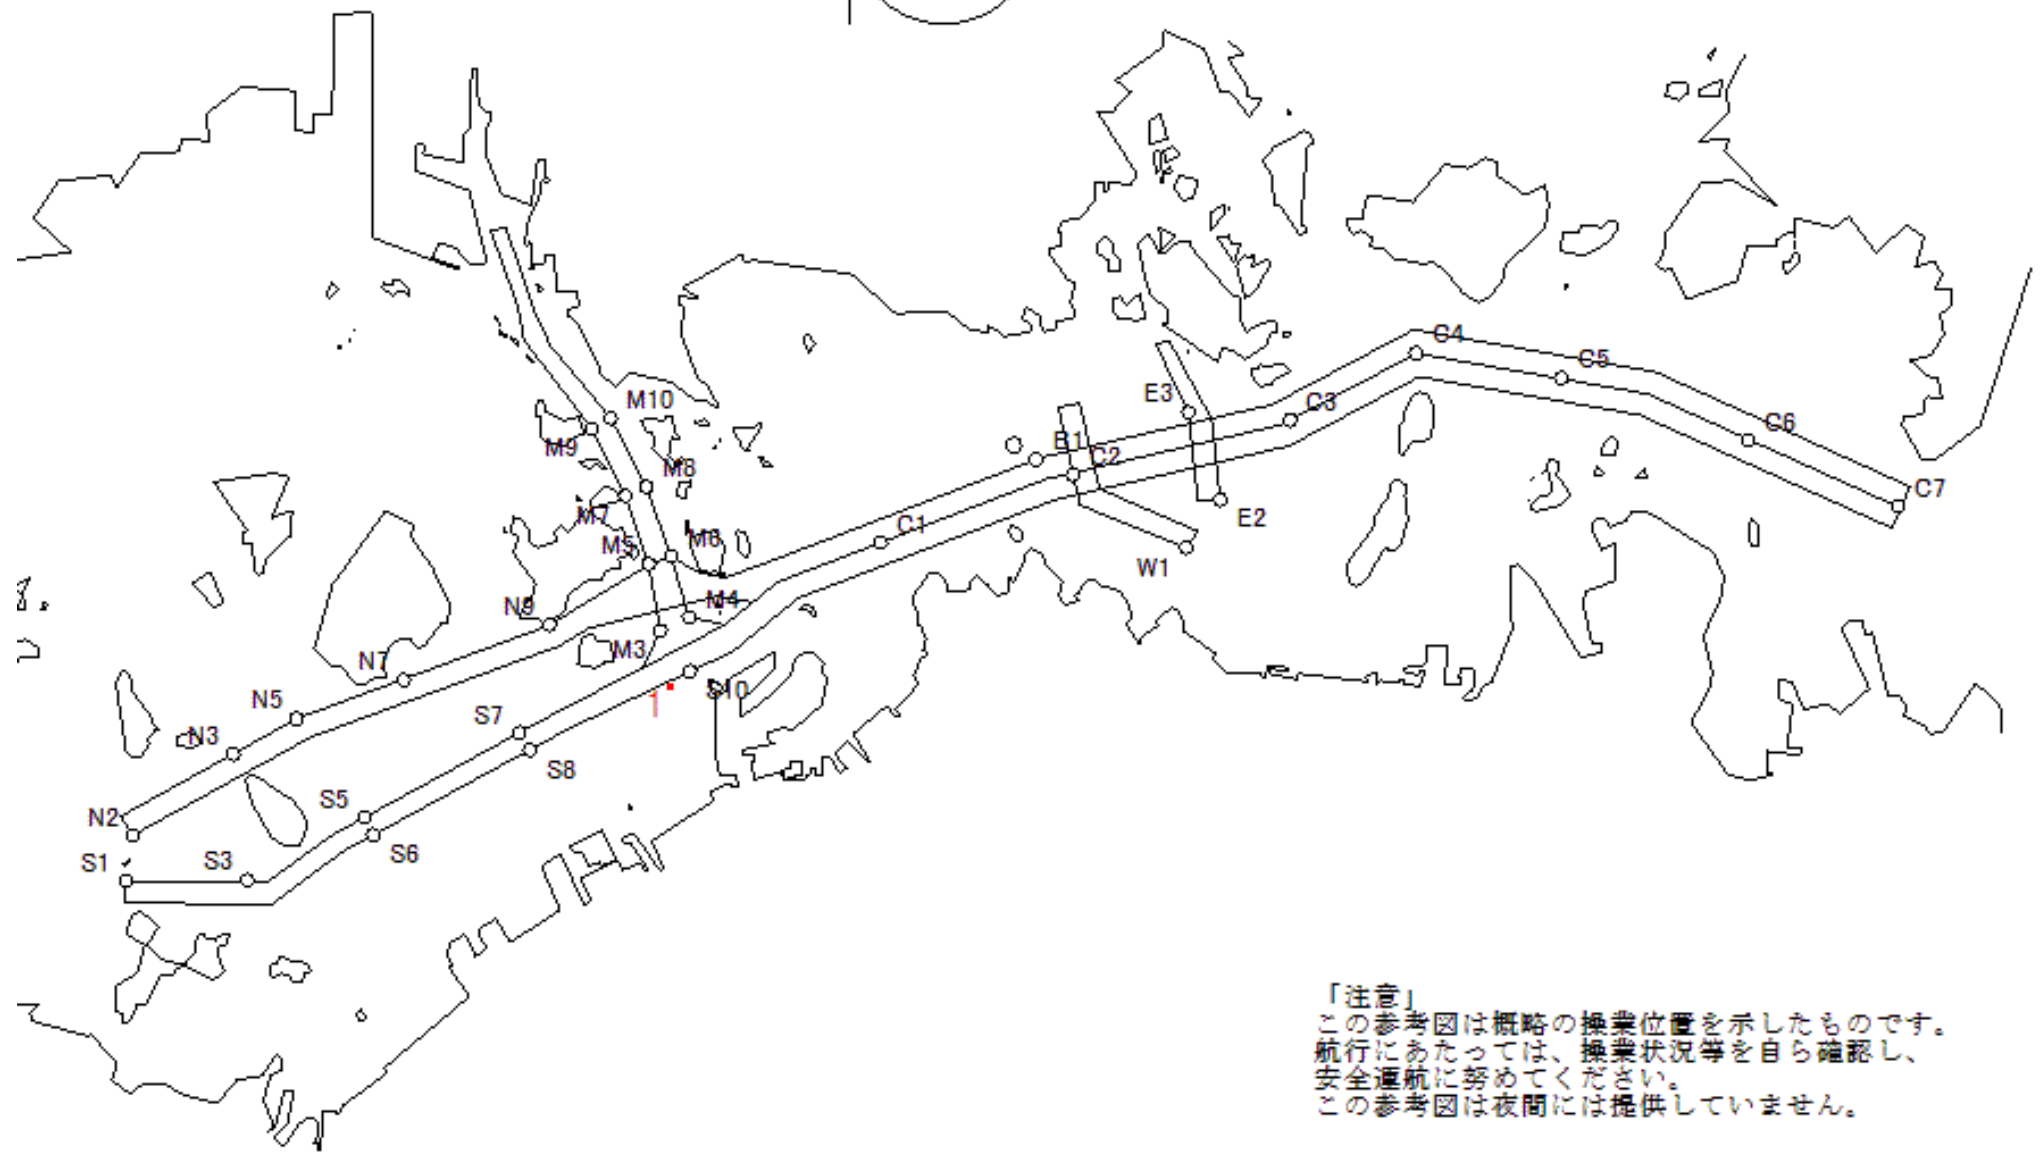 C4
C5
M10
E3
C3
C6
M9
B1
C2
M8
C7
M7
E2
C1
M5
M6
W1
N9
M4
M3
N7
S10
N5
1
S7
N3
S8
S5
N2
S6
S1
S3
「注意」
この参考図は概略の操業位置を示したものです。
航行にあたっては、操業状況等を自ら確認し、
安全運航に努めてください。
この参考図は夜間には提供していません。